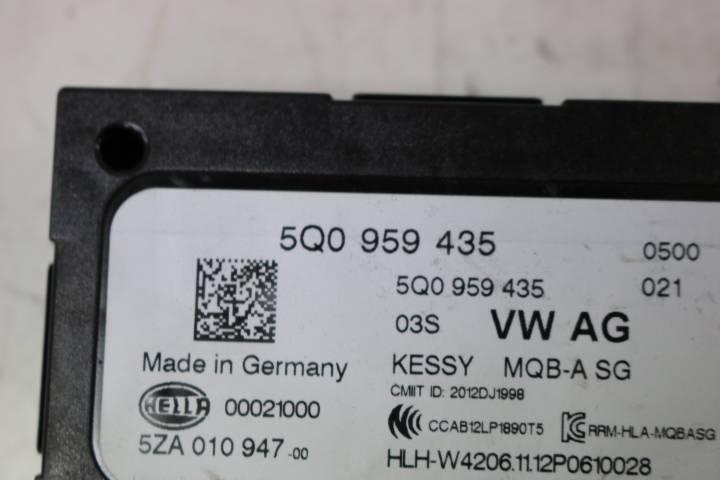 5Q0 959 435 0500
5Q0 959 435 021
03S VW AG
Made in Germany KESSY MQB-A SG
CMIIT ID: 2012DJ1998
HELLA 00021000 CCAB12LP1890T5 RRM-HLA-MQBASG
5ZA 010 947-00 HLH-W4206.11.12P0610028